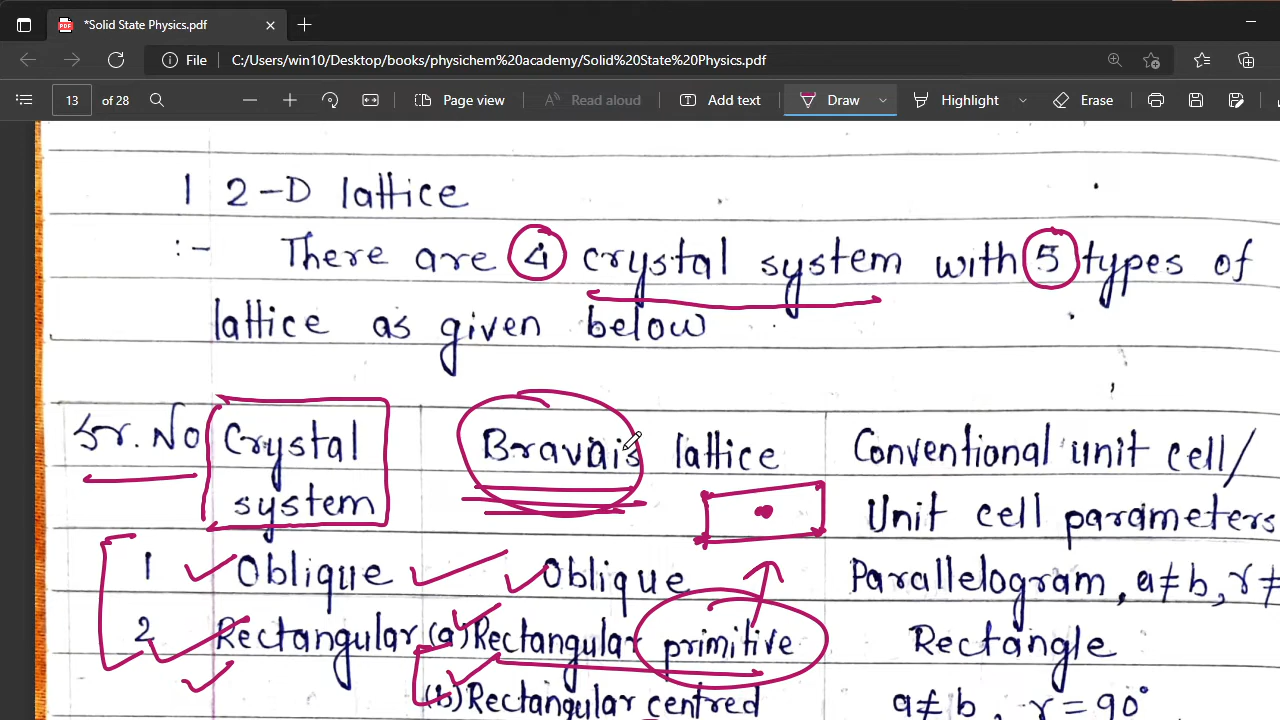 *Solid State Physics.pdf
File C:/Users/win10/Desktop/books/physichem%20academy/Solid%20State%20Physics.pdf
13 of 28 Page view Read aloud Add text Draw Highlight Erase
1 2-D lattice
:- There are 4 crystal system with 5 types of
lattice as given below
Sr. No Crystal system Bravais lattice Conventional unit cell/ Unit cell parameters
1 Oblique Oblique Parallelogram, a≠b, r≠
2 Rectangular (a) Rectangular primitive Rectangle
(b) Rectangular centred a≠b, r=90°